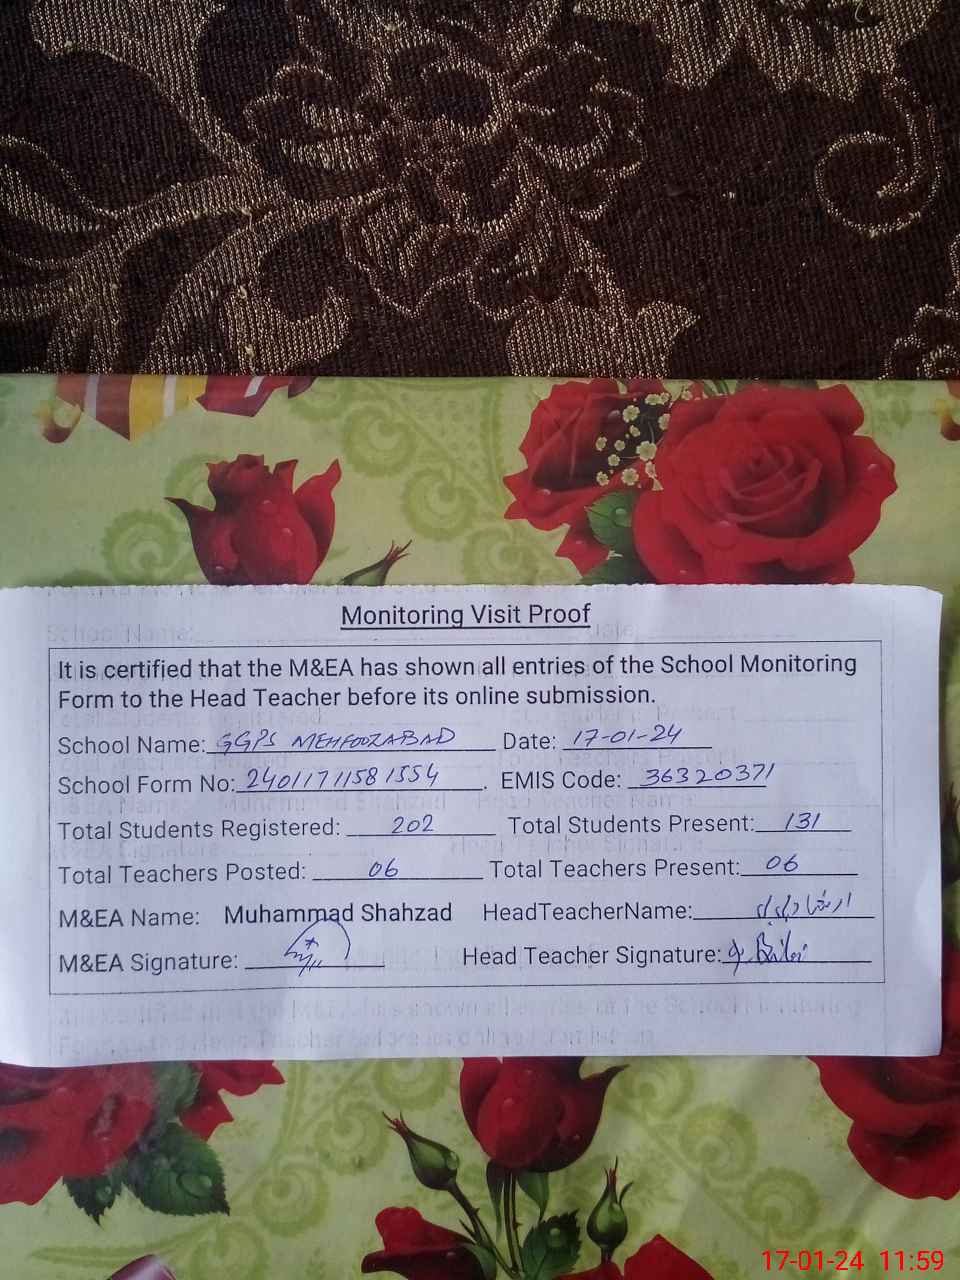 Monitoring Visit Proof
It is certified that the M&EA has shown all entries of the School Monitoring
Form to the Head Teacher before its online submission.
School Name: GGPS MEHFOOZABAD Date: 17-01-24
School Form No: 24011711581554. EMIS Code: 36320371
Total Students Registered: 202 Total Students Present: 131
Total Teachers Posted: 06 Total Teachers Present: 06
M&EA Name: Muhammad Shahzad HeadTeacherName:
M&EA Signature: Head Teacher Signature:
17-01-24 11:59